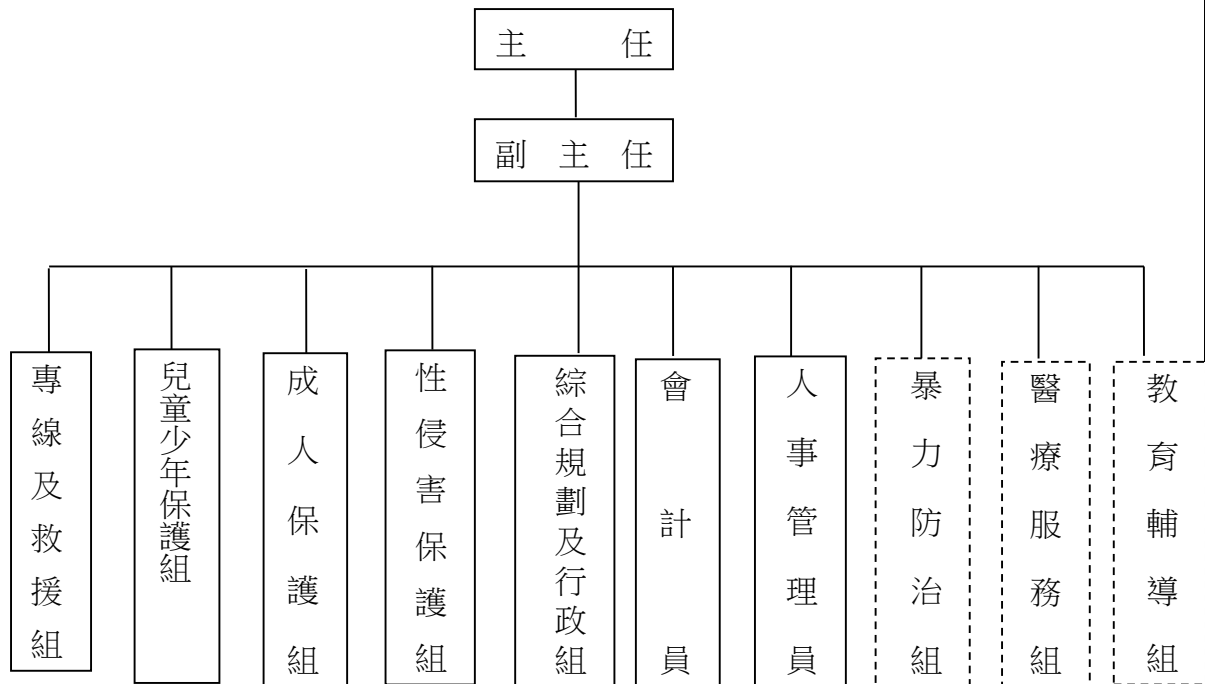 主任
副主任
專線及救援組
兒童少年保護組
成人保護組
性侵害保護組
綜合規劃及行政組
會計員
人事管理員
暴力防治組
醫療服務組
教育輔導組